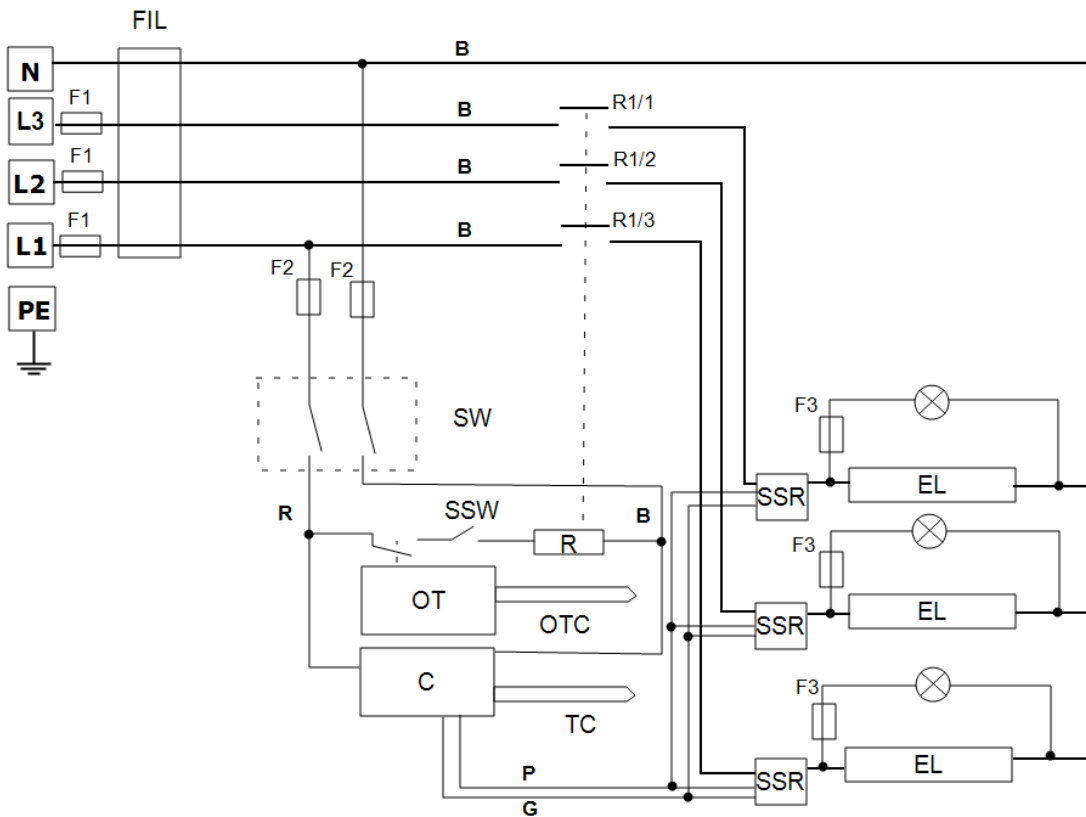 FIL
B
N
F1
L3
B
R1/1
F1
L2
B
R1/2
F1
L1
B
R1/3
F2
F2
PE
SW
F3
EL
SSR
R
SSW
B
R
F3
OT
OTC
EL
SSR
C
TC
F3
P
G
EL
SSR